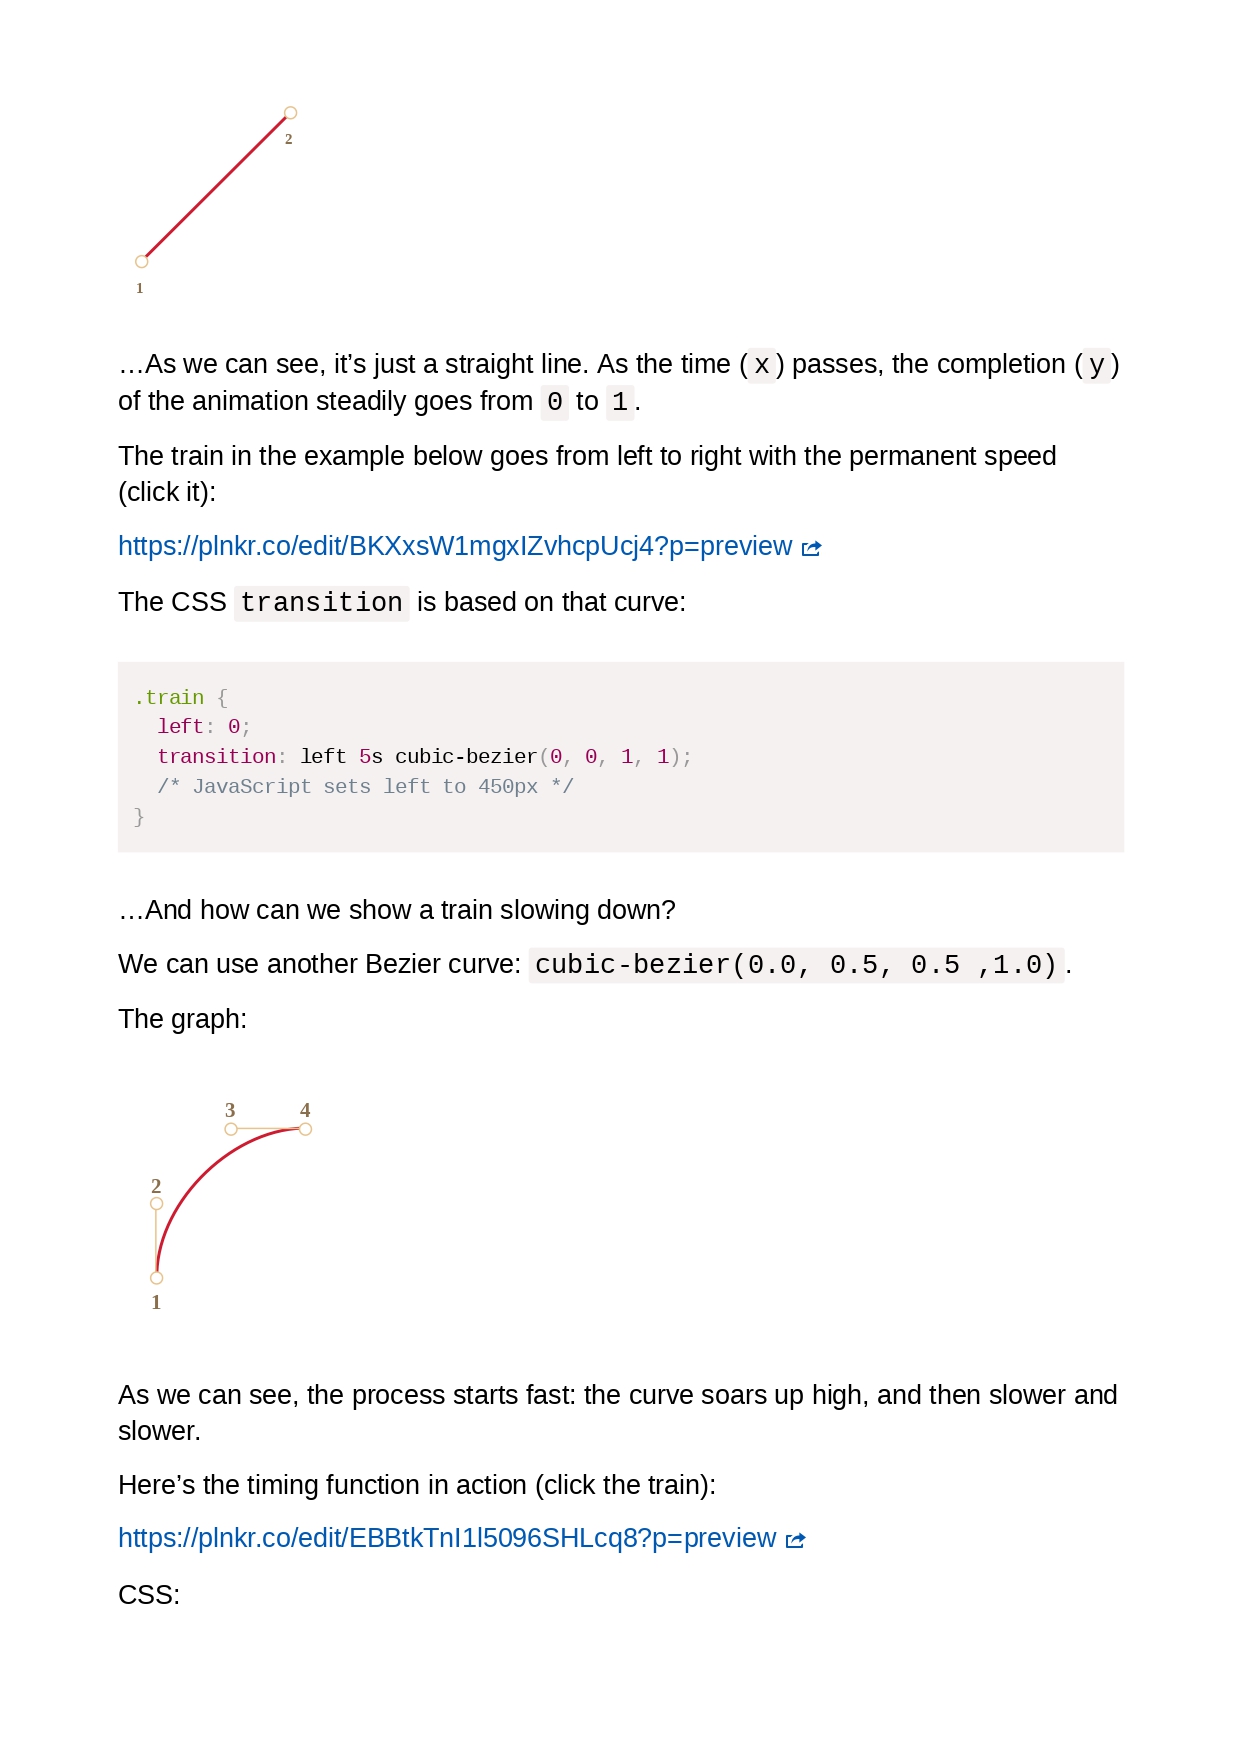 2
1
…As we can see, it’s just a straight line. As the time (x) passes, the completion (y)
of the animation steadily goes from 0 to 1.
The train in the example below goes from left to right with the permanent speed
(click it):
https://plnkr.co/edit/BKXxsW1mgxIZvhcpUcj4?p=preview
The CSS transition is based on that curve:
.train {
  left: 0;
  transition: left 5s cubic-bezier(0, 0, 1, 1);
  /* JavaScript sets left to 450px */
}
…And how can we show a train slowing down?
We can use another Bezier curve: cubic-bezier(0.0, 0.5, 0.5 ,1.0).
The graph:
3 4
2
1
As we can see, the process starts fast: the curve soars up high, and then slower and
slower.
Here’s the timing function in action (click the train):
https://plnkr.co/edit/EBBtkTnI1l5096SHLcq8?p=preview
CSS: